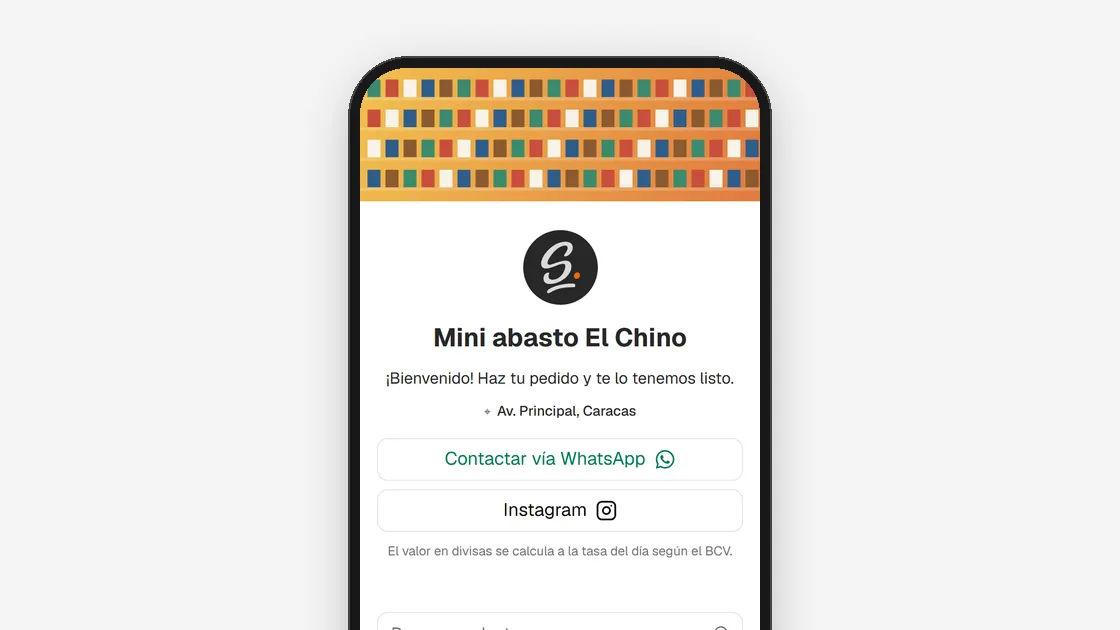 S.
Mini abasto El Chino
¡Bienvenido! Haz tu pedido y te lo tenemos listo.
Av. Principal, Caracas
Contactar vía WhatsApp
Instagram
El valor en divisas se calcula a la tasa del día según el BCV.